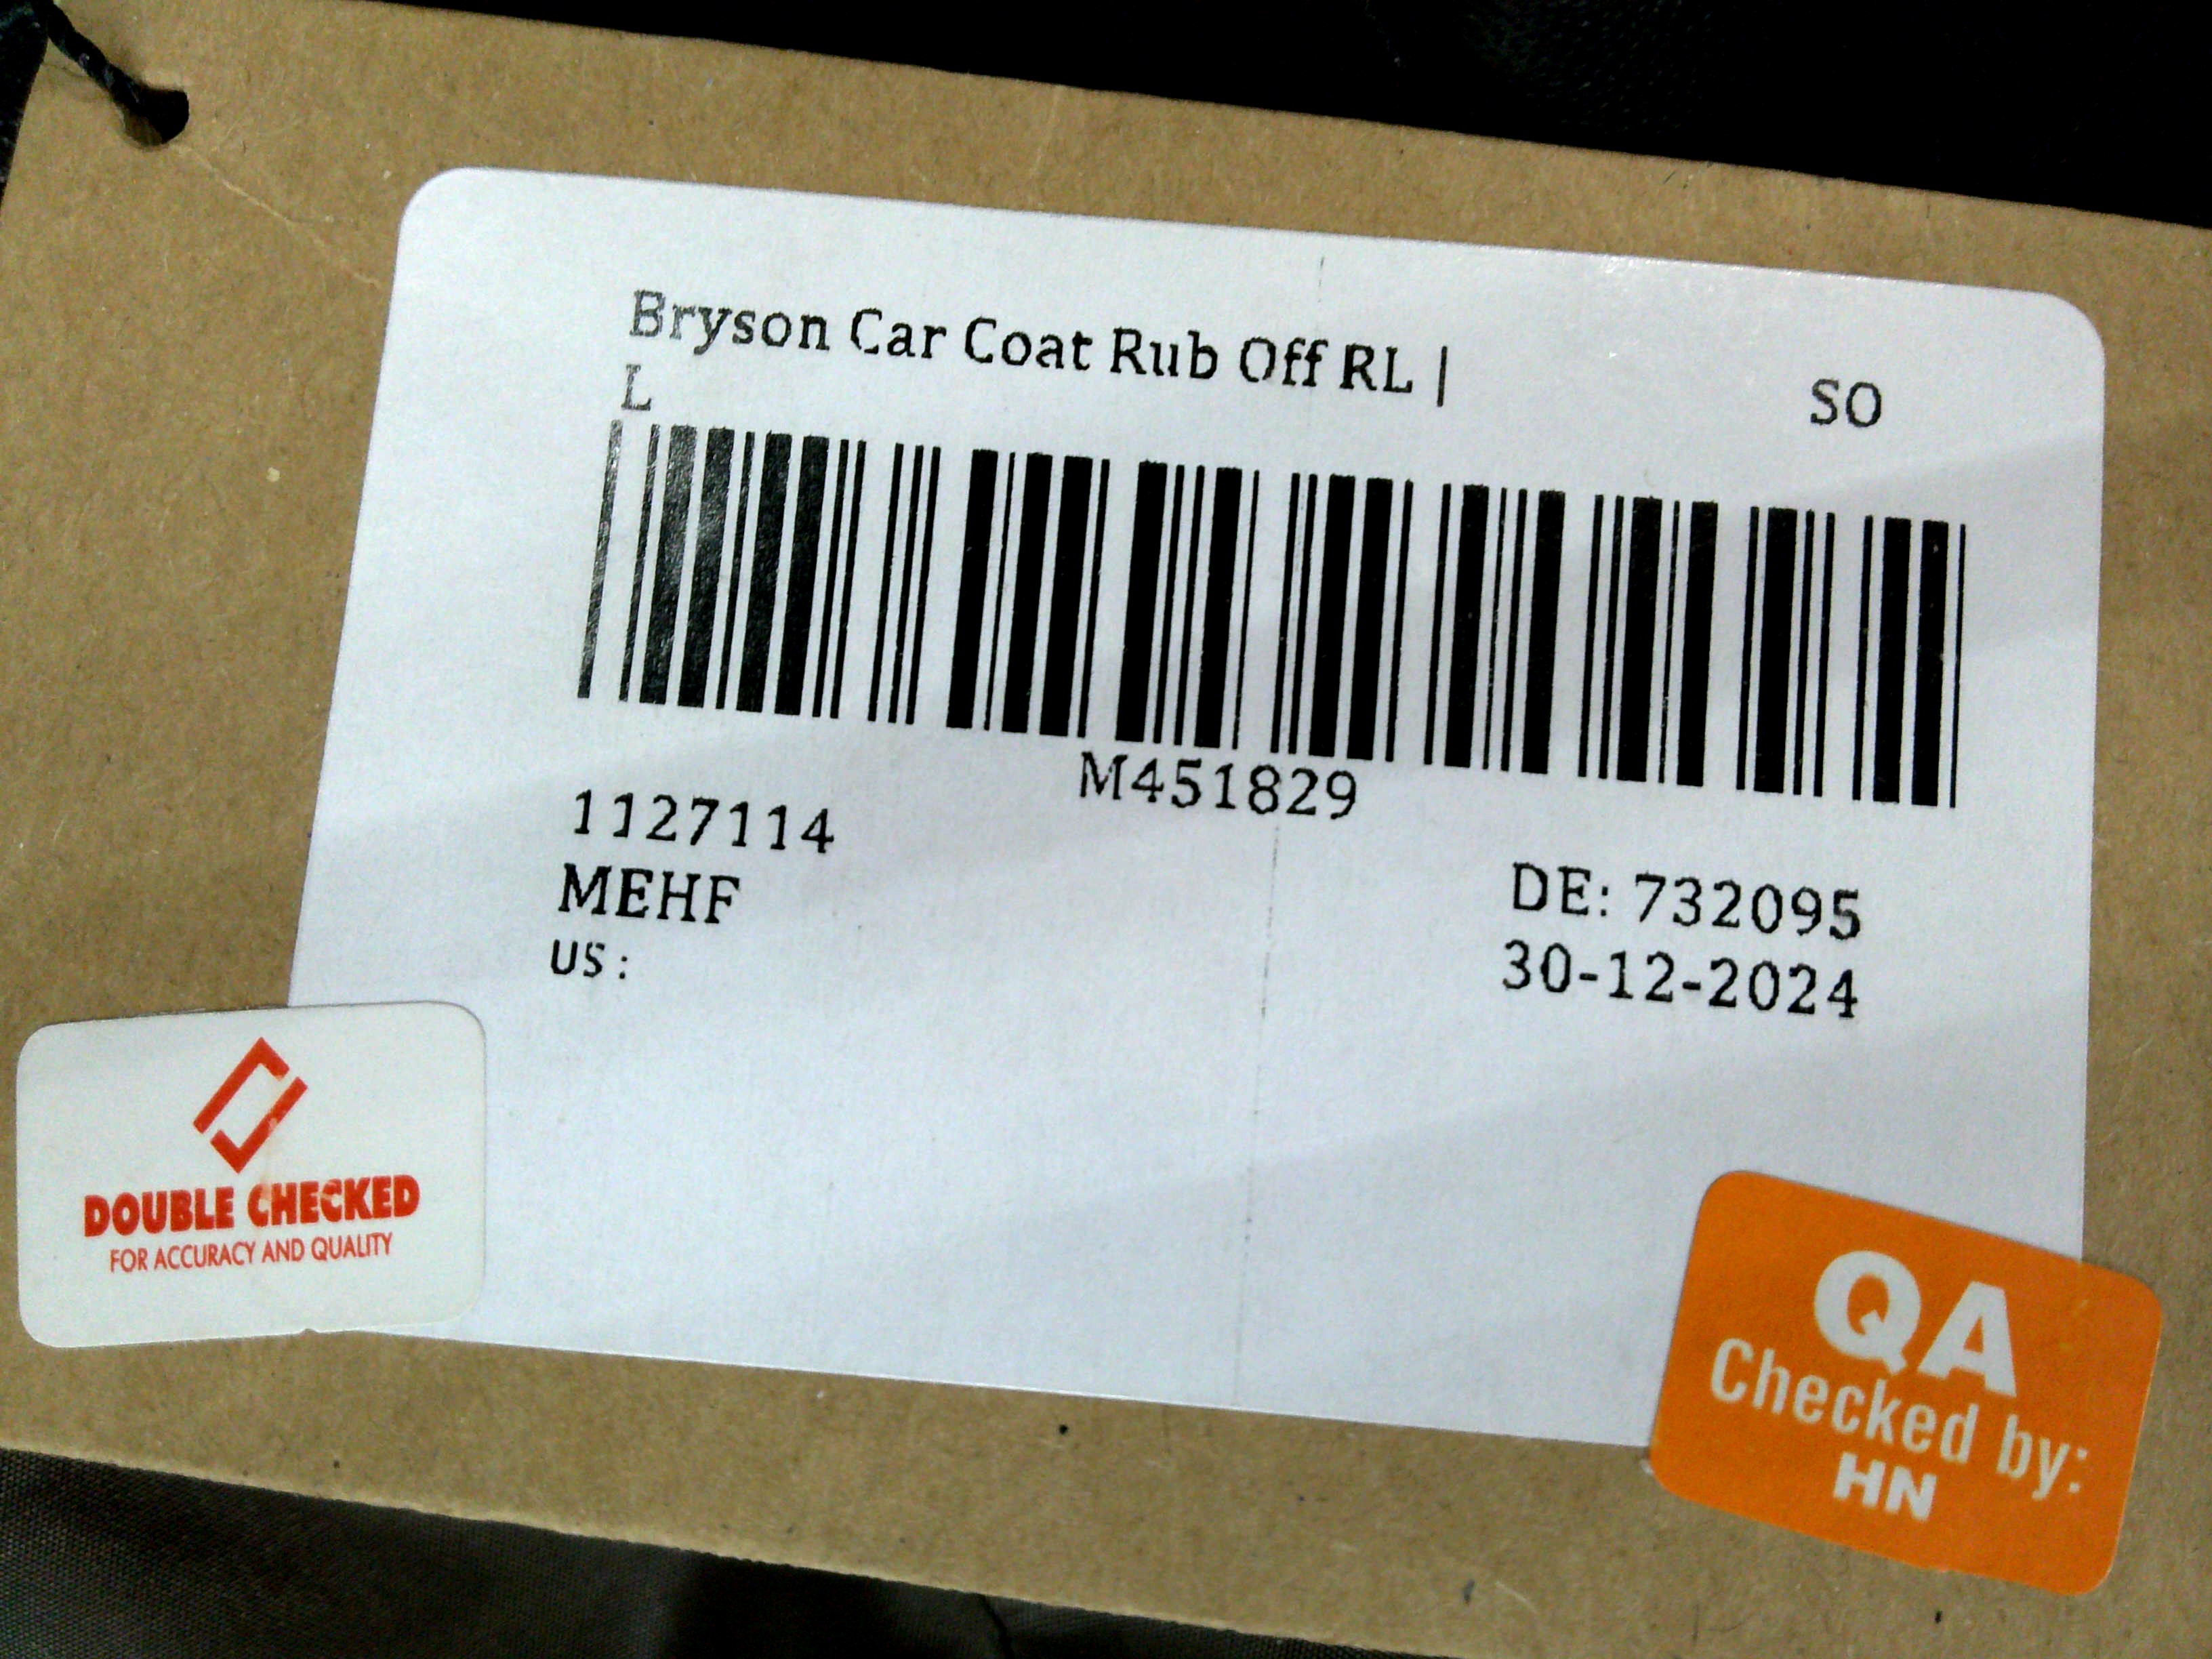 Bryson Car Coat Rub Off RL |
L
SO
M451829
1127114
MEHF
US :
DE: 732095
30-12-2024
DOUBLE CHECKED
FOR ACCURACY AND QUALITY
QA
Checked by:
HN